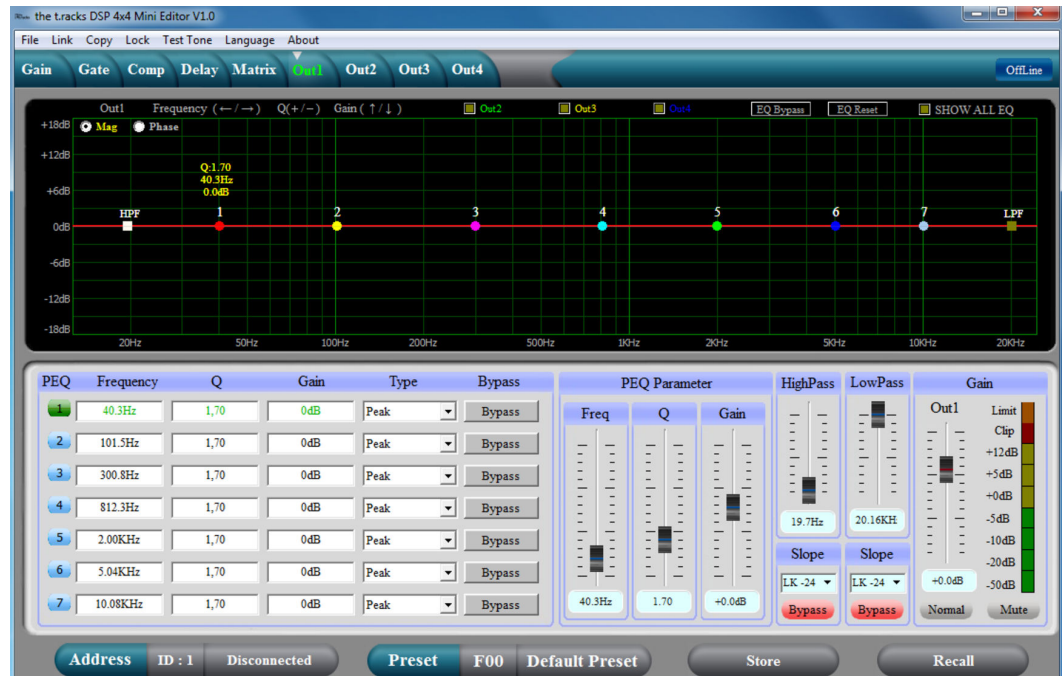 the t.racks DSP 4x4 Mini Editor V1.0
File Link Copy Lock Test Tone Language About
Gain Gate Comp Delay Matrix Out1 Out2 Out3 Out4 OffLine
Out1 Frequency (←/→) Q(+/−) Gain (↑/↓) Out2 Out3 Out4 EQ Bypass EQ Reset SHOW ALL EQ
+18dB Mag Phase
+12dB
Q:1.70
40.3Hz
+6dB 0.0dB
HPF 1 2 3 4 5 6 7 LPF
0dB
-6dB
-12dB
-18dB
20Hz 50Hz 100Hz 200Hz 500Hz 1KHz 2KHz 5KHz 10KHz 20KHz
PEQ Frequency Q Gain Type Bypass
1 40.3Hz 1,70 0dB Peak Bypass
2 101.5Hz 1,70 0dB Peak Bypass
3 300.8Hz 1,70 0dB Peak Bypass
4 812.3Hz 1,70 0dB Peak Bypass
5 2.00KHz 1,70 0dB Peak Bypass
6 5.04KHz 1,70 0dB Peak Bypass
7 10.08KHz 1,70 0dB Peak Bypass
PEQ Parameter
Freq Q Gain
40.3Hz 1.70 +0.0dB
HighPass LowPass
19.7Hz 20.16KH
Slope Slope
LK -24 LK -24
Bypass Bypass
Gain
Out1 Limit
Clip
+12dB
+5dB
+0dB
-5dB
-10dB
-20dB
+0.0dB -50dB
Normal Mute
Address ID : 1 Disconnected Preset F00 Default Preset Store Recall